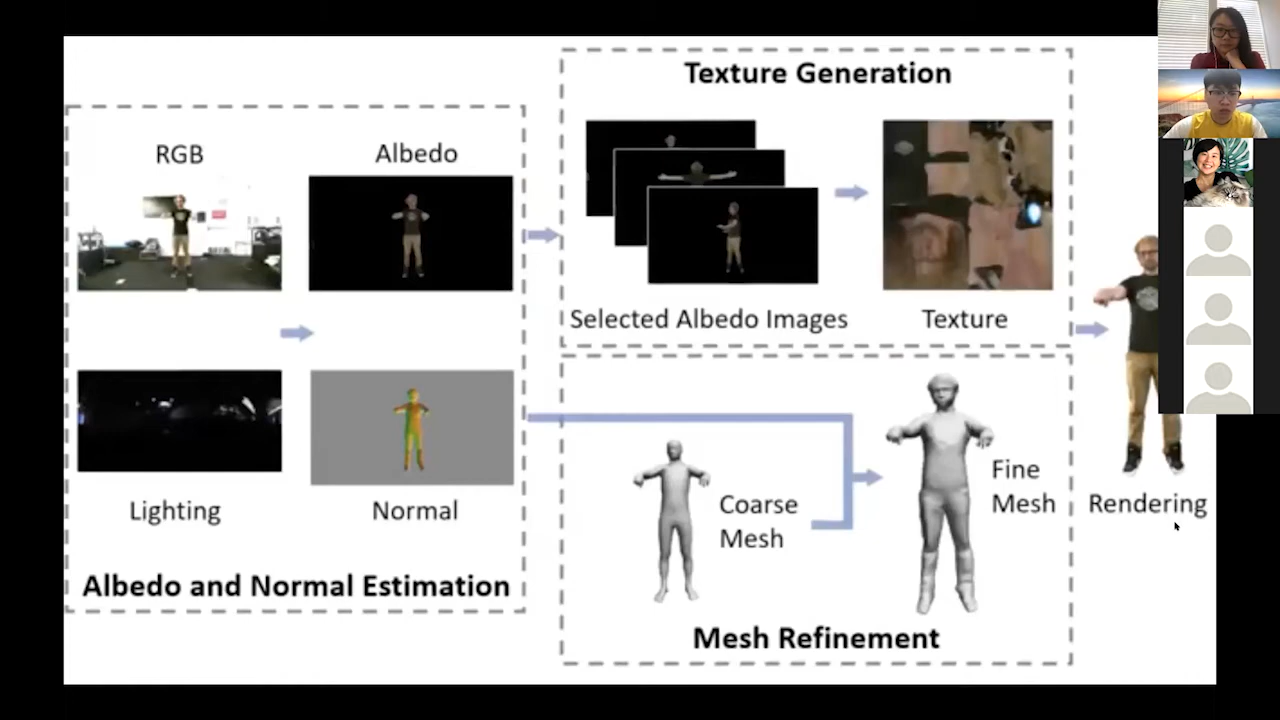 Texture Generation
RGB
Albedo
Selected Albedo Images
Texture
Lighting
Normal
Albedo and Normal Estimation
Coarse
Mesh
Fine
Mesh
Mesh Refinement
Rendering